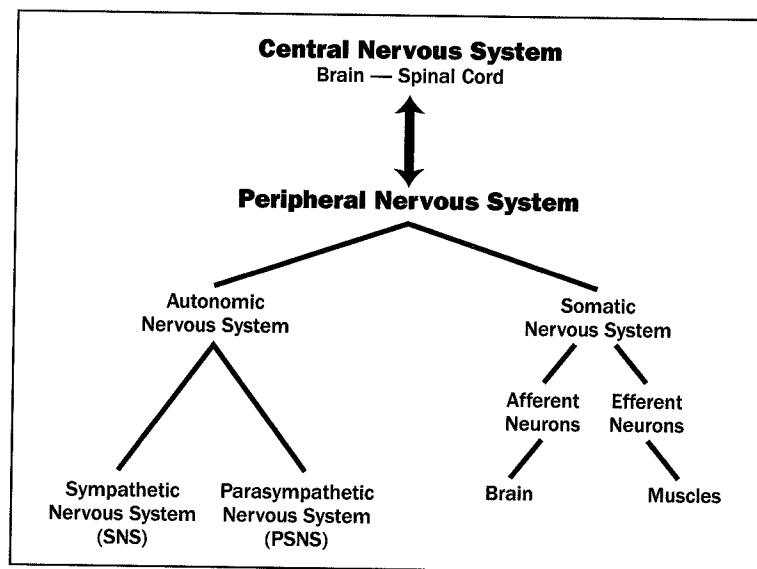 Central Nervous System
Brain — Spinal Cord
Peripheral Nervous System
Autonomic
Nervous System
Somatic
Nervous System
Afferent
Neurons
Efferent
Neurons
Sympathetic
Nervous System
(SNS)
Parasympathetic
Nervous System
(PSNS)
Brain
Muscles